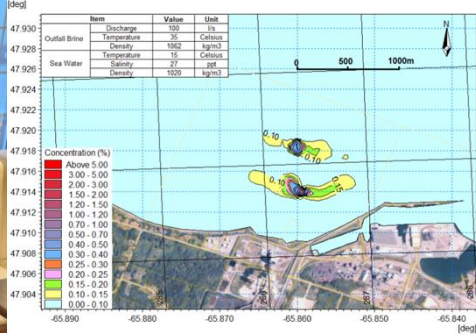 [deg]
Item Value Unit
Outfall Brine Discharge 100 l/s
Temperature 35 Celsius
Density 1062 kg/m3
Sea Water Temperature 15 Celsius
Salinity 27 ppt
Density 1020 kg/m3
N
0 500 1000m
47.930
47.928
47.926
47.924
47.922
47.920
47.918
47.916
47.914
47.912
47.910
47.908
47.906
47.904
0.10
0.10
0.10
0.15
Concentration (%)
Above 5.00
3.00 - 5.00
2.00 - 3.00
1.50 - 2.00
1.20 - 1.50
1.00 - 1.20
0.70 - 1.00
0.50 - 0.70
0.40 - 0.50
0.30 - 0.40
0.25 - 0.30
0.20 - 0.25
0.15 - 0.20
0.10 - 0.15
0.00 - 0.10
-65.890 -65.880 -65.870 -65.860 -65.850 -65.840
[deg]